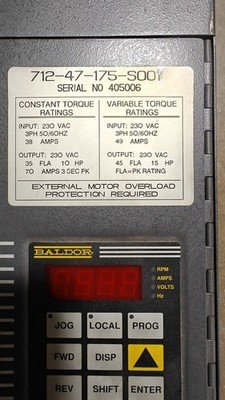 712-47-175-S001
SERIAL NO 405006
CONSTANT TORQUE RATINGS
INPUT: 230 VAC
3PH 50/60HZ
38 AMPS
OUTPUT: 230 VAC
35 FLA 10 HP
70 AMPS 3 SEC PK
VARIABLE TORQUE RATINGS
INPUT: 230 VAC
3PH 50/60HZ
49 AMPS
OUTPUT: 230 VAC
45 FLA 15 HP
FLA=PK RATING
EXTERNAL MOTOR OVERLOAD
PROTECTION REQUIRED
BALDOR
RPM
AMPS
VOLTS
Hz
JOG LOCAL PROG
FWD DISP
REV SHIFT ENTER